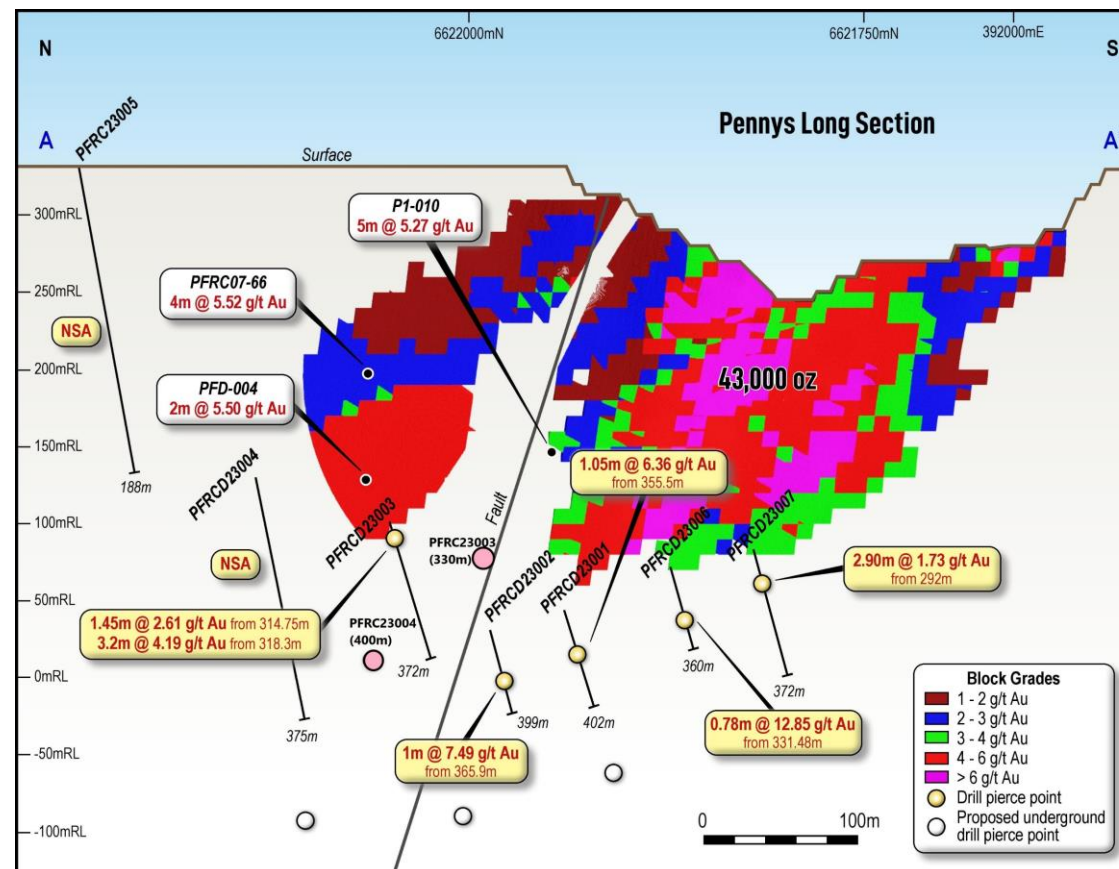 6622000mN
6621750mN
392000mE
N
S
A
A
PFRC23005
Pennys Long Section
Surface
P1-010
5m @ 5.27 g/t Au
300mRL
250mRL
200mRL
150mRL
100mRL
50mRL
0mRL
-50mRL
-100mRL
PFRC07-66
4m @ 5.52 g/t Au
NSA
43,000 oz
PFD-004
2m @ 5.50 g/t Au
188m
PFRCD23004
1.05m @ 6.36 g/t Au
from 355.5m
PFRCD23003
Fault
PFRC23003
(330m)
PFRCD23002
PFRCD23001
PFRCD23006
PFRCD23007
NSA
2.90m @ 1.73 g/t Au
from 292m
1.45m @ 2.61 g/t Au from 314.75m
3.2m @ 4.19 g/t Au from 318.3m
PFRC23004
(400m)
372m
360m
372m
375m
399m
402m
1m @ 7.49 g/t Au
from 365.9m
0.78m @ 12.85 g/t Au
from 331.48m
Block Grades
1 - 2 g/t Au
2 - 3 g/t Au
3 - 4 g/t Au
4 - 6 g/t Au
> 6 g/t Au
Drill pierce point
Proposed underground
drill pierce point
0
100m